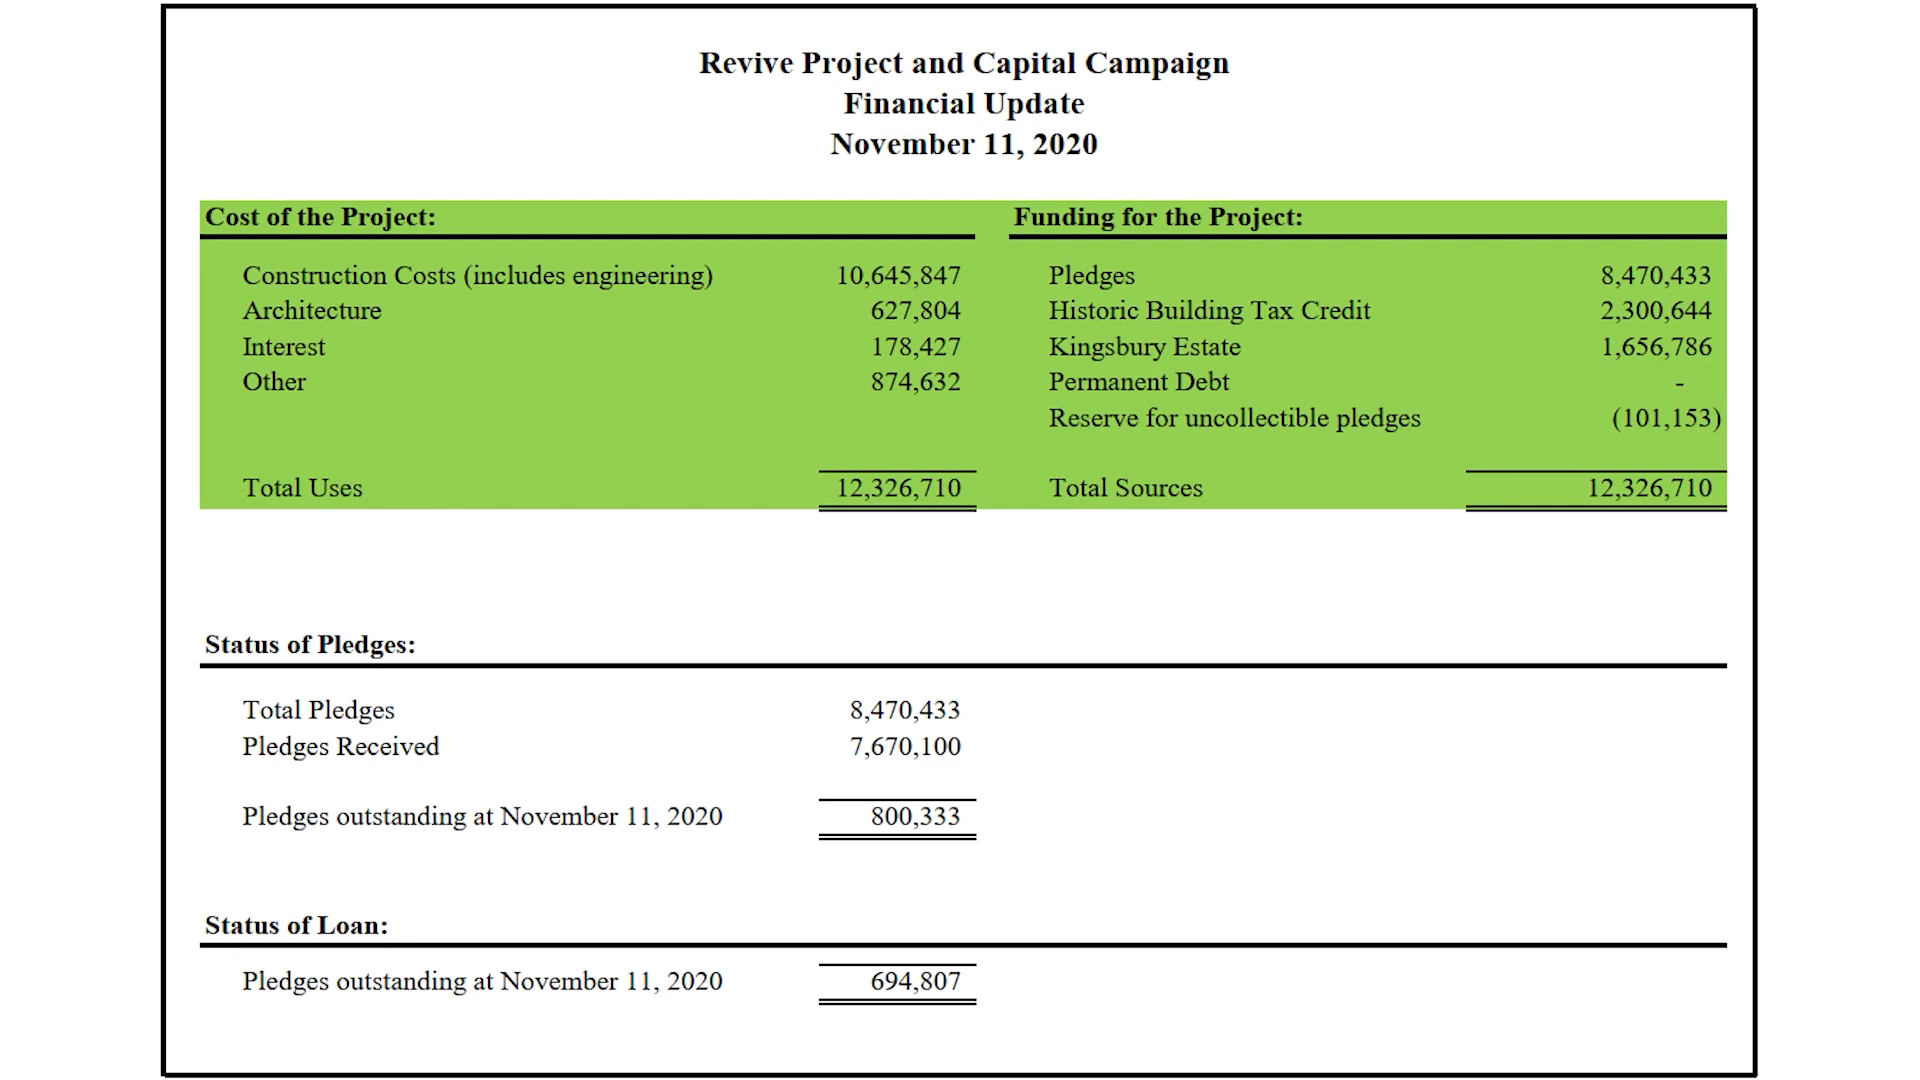 Revive Project and Capital Campaign
Financial Update
November 11, 2020
Cost of the Project:
Construction Costs (includes engineering) 10,645,847
Architecture 627,804
Interest 178,427
Other 874,632
Total Uses 12,326,710
Funding for the Project:
Pledges 8,470,433
Historic Building Tax Credit 2,300,644
Kingsbury Estate 1,656,786
Permanent Debt -
Reserve for uncollectible pledges (101,153)
Total Sources 12,326,710
Status of Pledges:
Total Pledges 8,470,433
Pledges Received 7,670,100
Pledges outstanding at November 11, 2020 800,333
Status of Loan:
Pledges outstanding at November 11, 2020 694,807